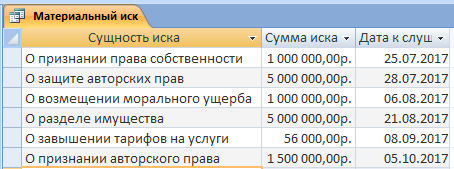 Материальный иск
Сущность иска Сумма иска Дата к слуш
О признании права собственности 1 000 000,00р. 25.07.2017
О защите авторских прав 5 000 000,00р. 28.07.2017
О возмещении морального ущерба 1 000 000,00р. 06.08.2017
О разделе имущества 5 000 000,00р. 21.08.2017
О завышении тарифов на услуги 56 000,00р. 08.09.2017
О признании авторского права 1 500 000,00р. 05.10.2017